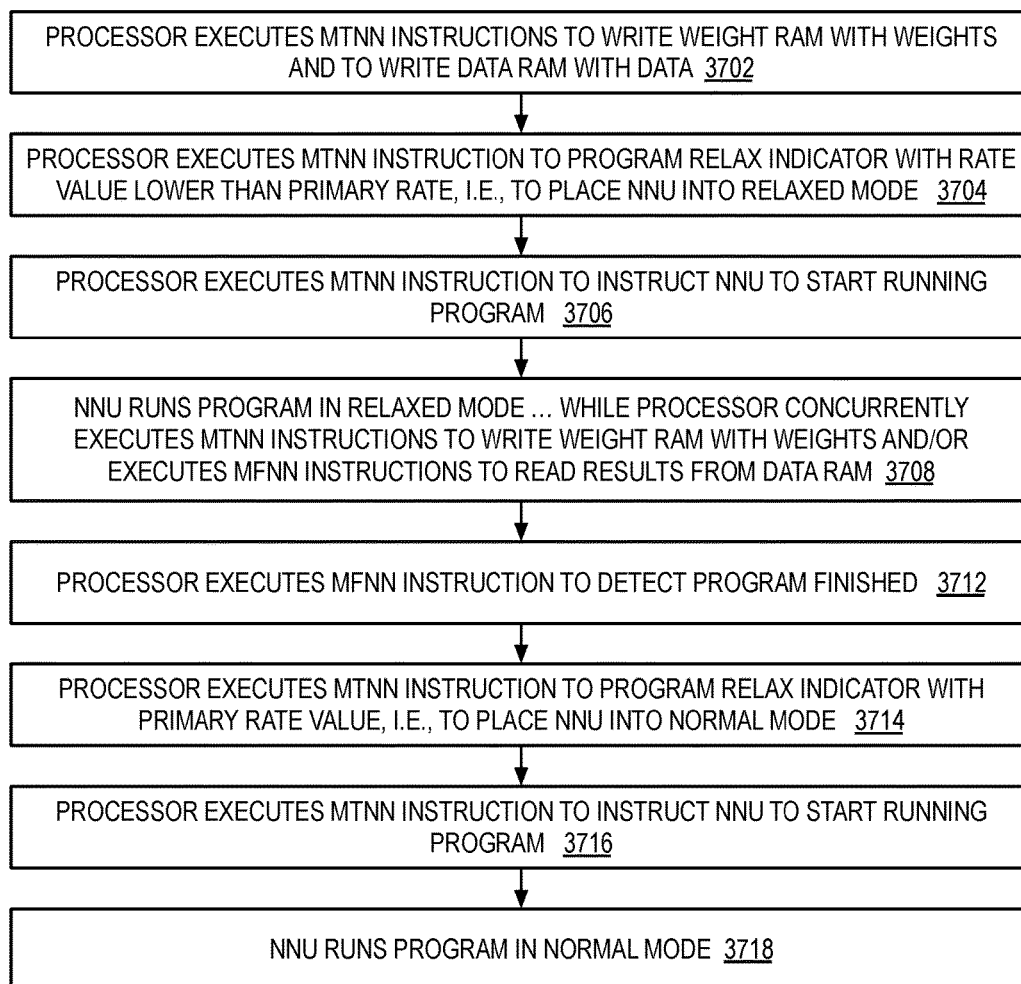 PROCESSOR EXECUTES MTNN INSTRUCTIONS TO WRITE WEIGHT RAM WITH WEIGHTS
AND TO WRITE DATA RAM WITH DATA 3702
PROCESSOR EXECUTES MTNN INSTRUCTION TO PROGRAM RELAX INDICATOR WITH RATE
VALUE LOWER THAN PRIMARY RATE, I.E., TO PLACE NNU INTO RELAXED MODE 3704
PROCESSOR EXECUTES MTNN INSTRUCTION TO INSTRUCT NNU TO START RUNNING
PROGRAM 3706
NNU RUNS PROGRAM IN RELAXED MODE ... WHILE PROCESSOR CONCURRENTLY
EXECUTES MTNN INSTRUCTIONS TO WRITE WEIGHT RAM WITH WEIGHTS AND/OR
EXECUTES MFNN INSTRUCTIONS TO READ RESULTS FROM DATA RAM 3708
PROCESSOR EXECUTES MFNN INSTRUCTION TO DETECT PROGRAM FINISHED 3712
PROCESSOR EXECUTES MTNN INSTRUCTION TO PROGRAM RELAX INDICATOR WITH
PRIMARY RATE VALUE, I.E., TO PLACE NNU INTO NORMAL MODE 3714
PROCESSOR EXECUTES MTNN INSTRUCTION TO INSTRUCT NNU TO START RUNNING
PROGRAM 3716
NNU RUNS PROGRAM IN NORMAL MODE 3718